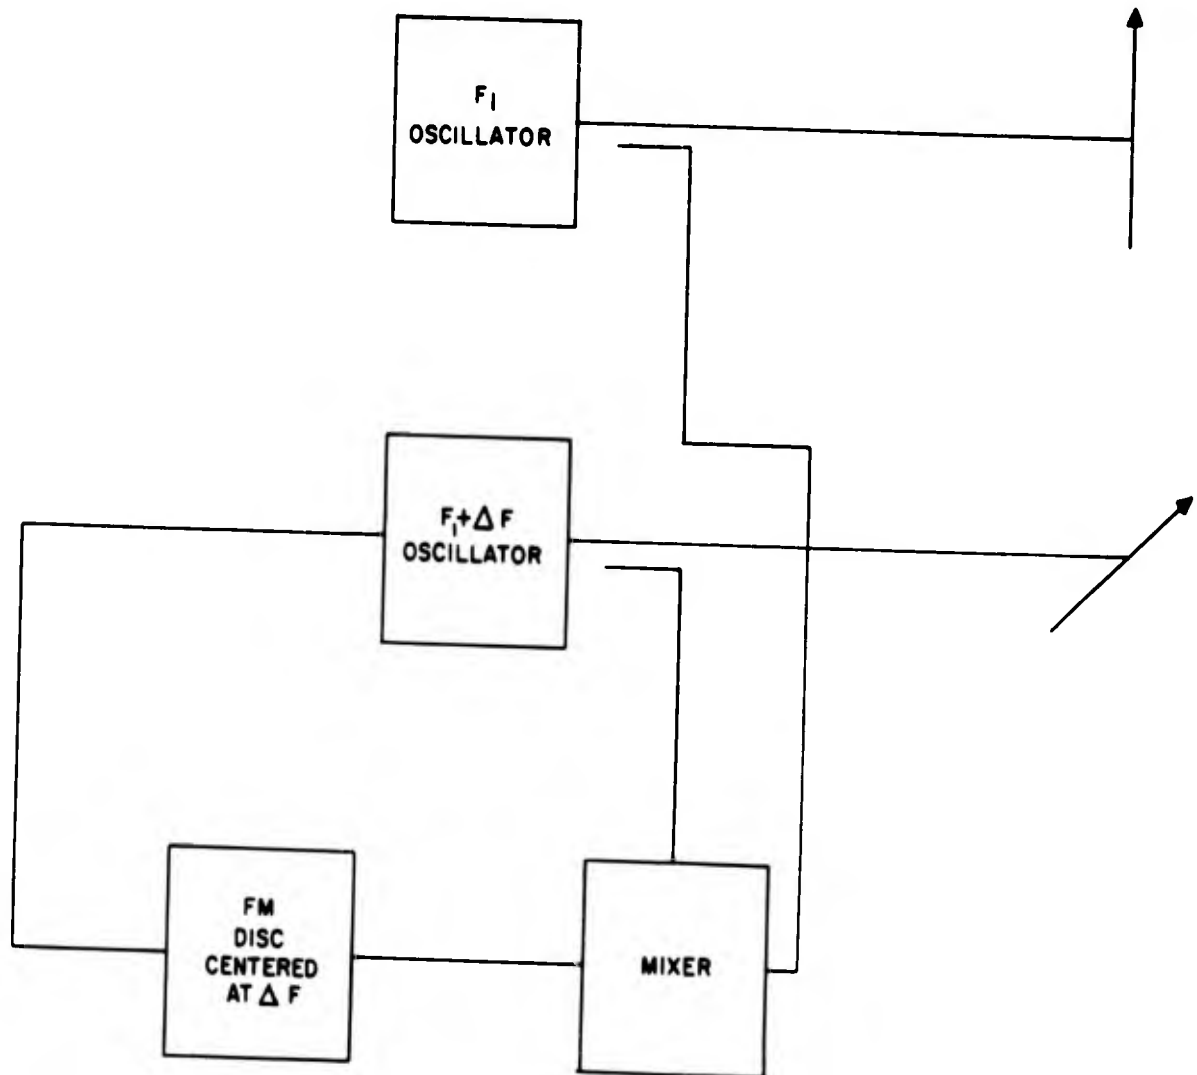 F1
OSCILLATOR
F1+ΔF
OSCILLATOR
FM
DISC
CENTERED
AT Δ F
MIXER